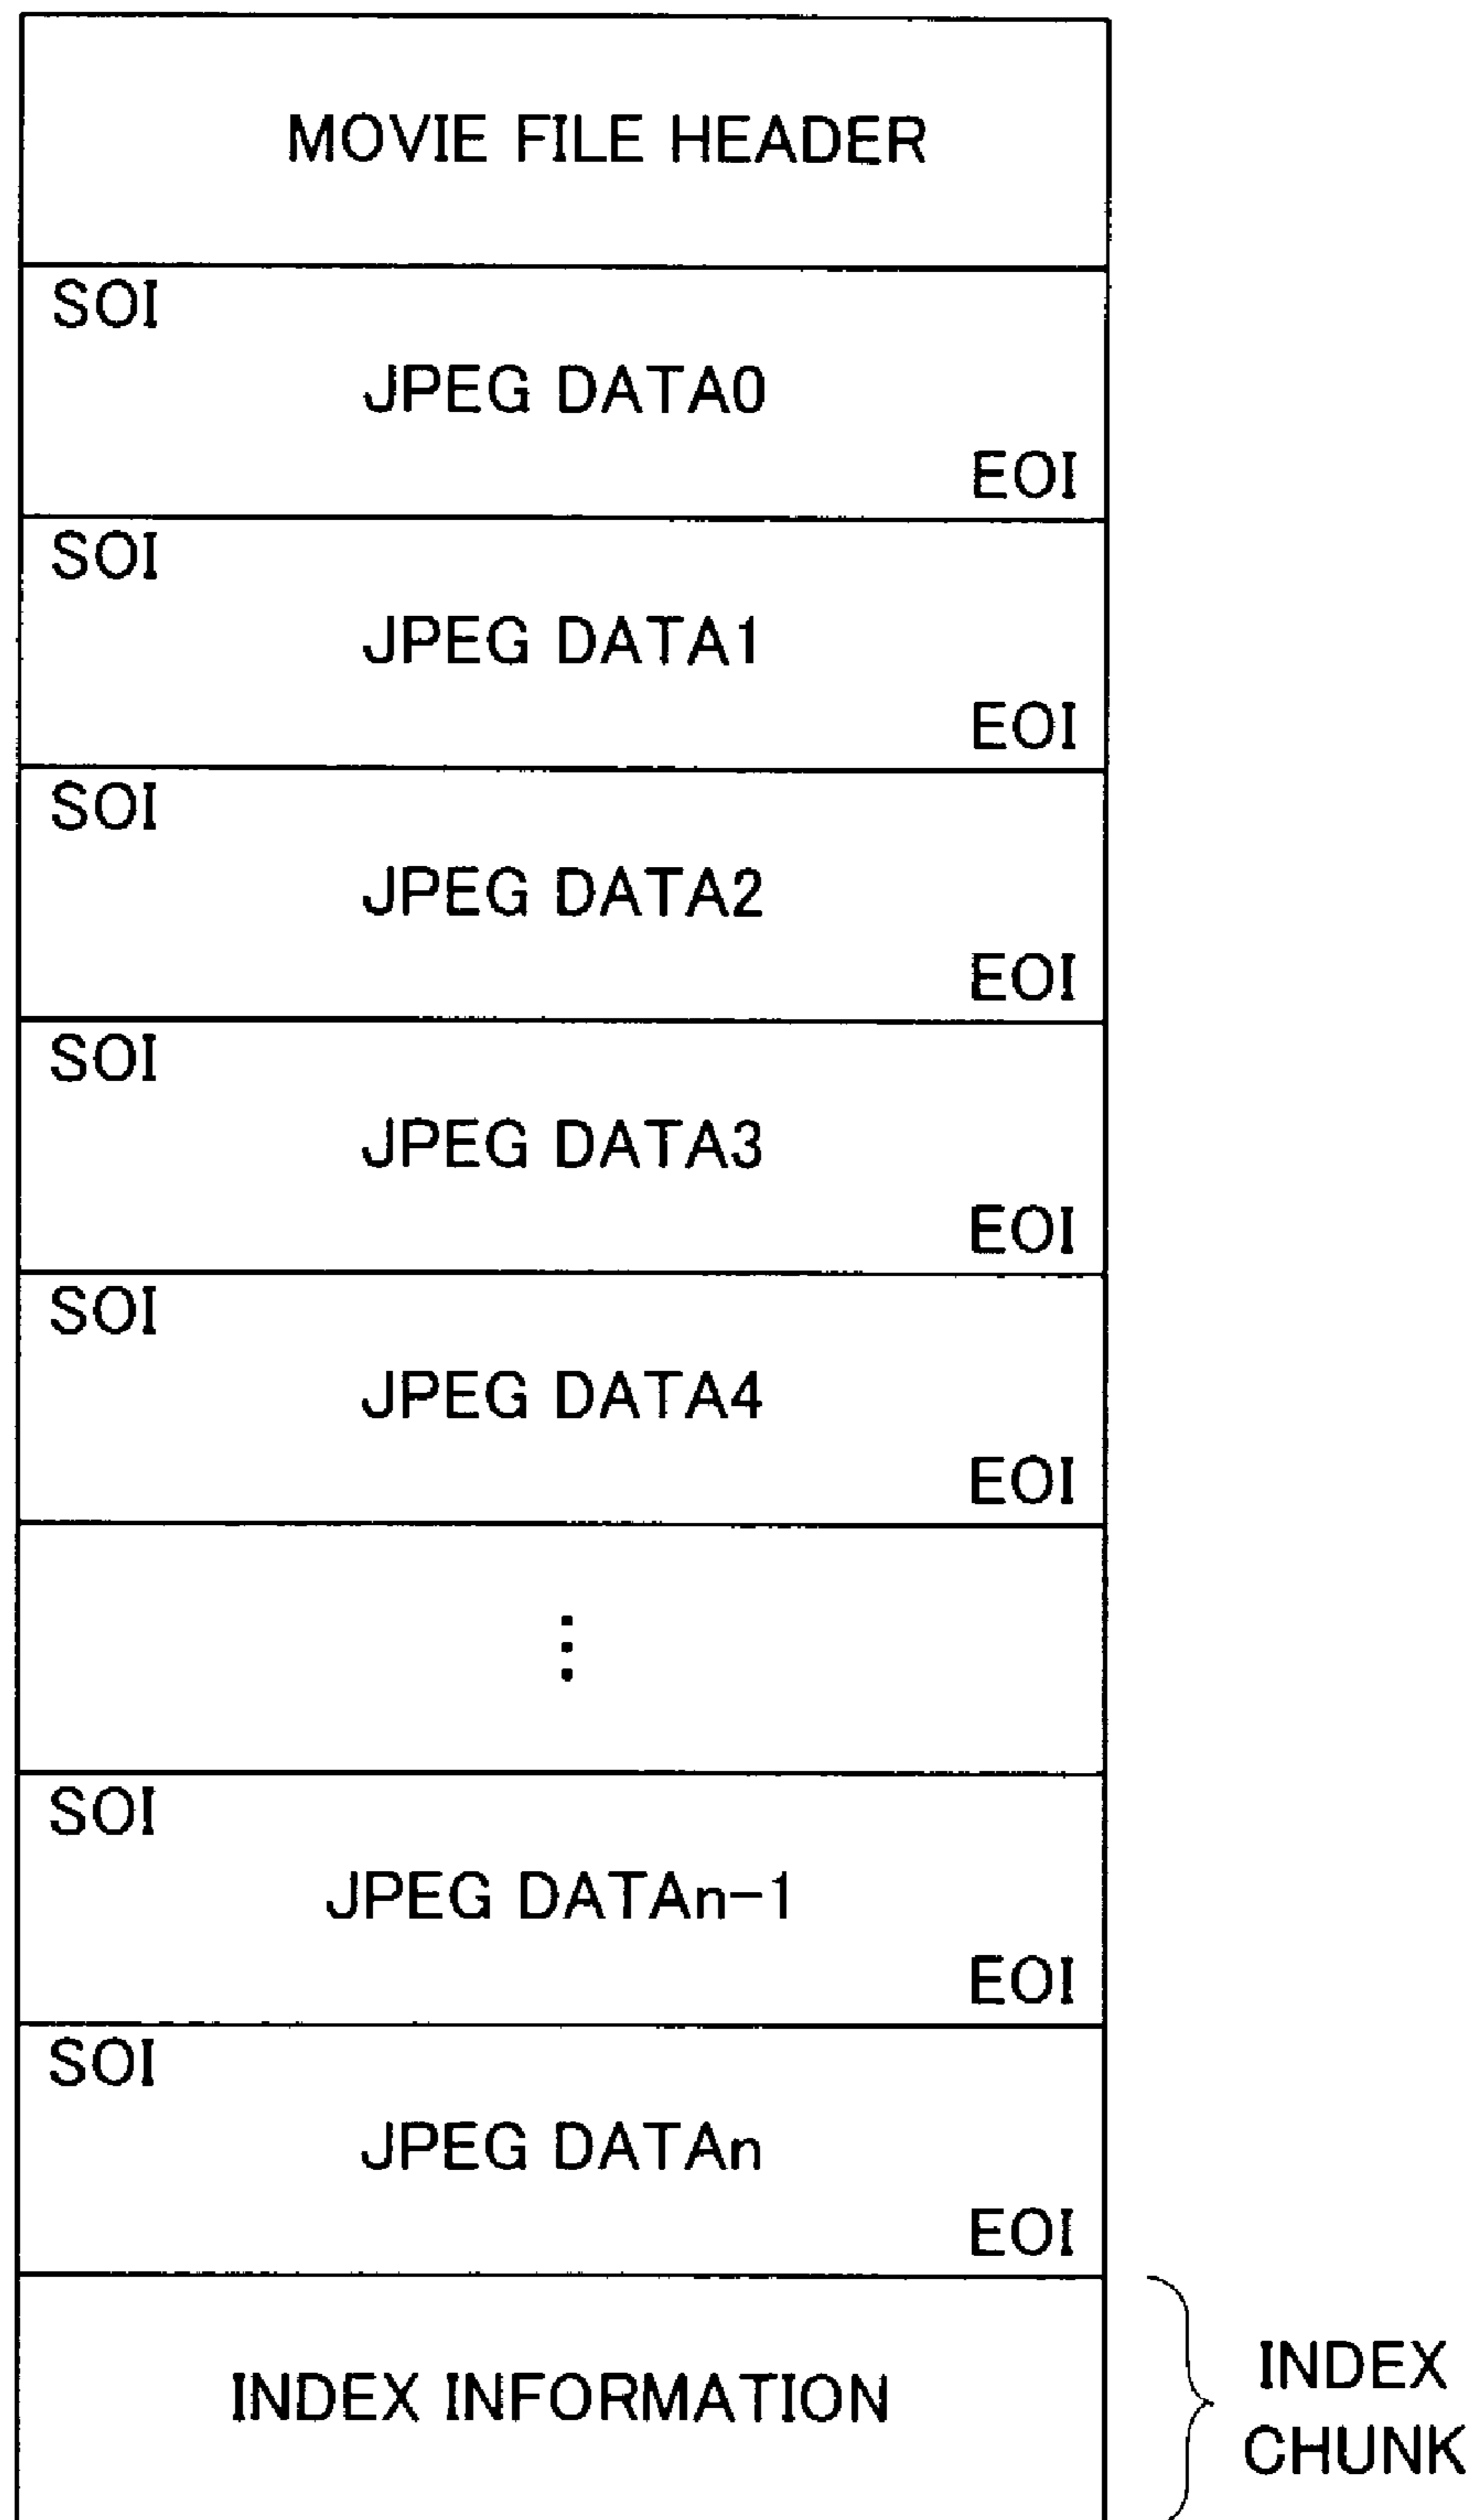 MOVIE FILE HEADER
SOI
JPEG DATA0
EOI
SOI
JPEG DATA1
EOI
SOI
JPEG DATA2
EOI
SOI
JPEG DATA3
EOI
SOI
JPEG DATA4
EOI
⋮
SOI
JPEG DATAn-1
EOI
SOI
JPEG DATAn
EOI
INDEX INFORMATION
INDEX
CHUNK